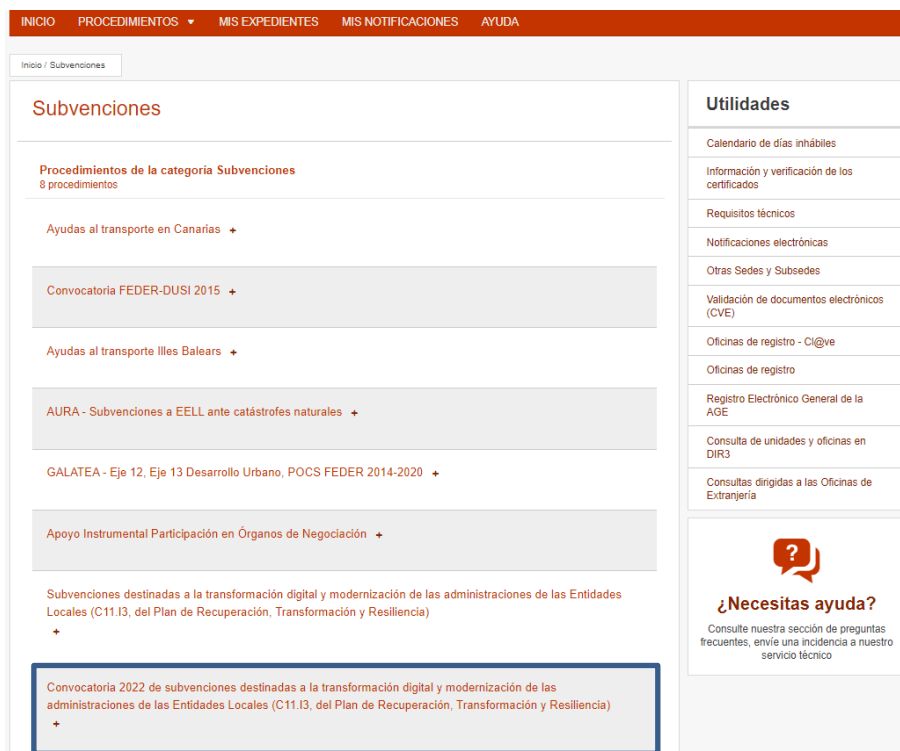 INICIO PROCEDIMIENTOS ▼ MIS EXPEDIENTES MIS NOTIFICACIONES AYUDA
Inicio / Subvenciones
Subvenciones
Procedimientos de la categoría Subvenciones
8 procedimientos
Ayudas al transporte en Canarias +
Convocatoria FEDER-DUSI 2015 +
Ayudas al transporte Illes Balears +
AURA - Subvenciones a EELL ante catástrofes naturales +
GALATEA - Eje 12, Eje 13 Desarrollo Urbano, POCS FEDER 2014-2020 +
Apoyo Instrumental Participación en Órganos de Negociación +
Subvenciones destinadas a la transformación digital y modernización de las administraciones de las Entidades
Locales (C11.I3, del Plan de Recuperación, Transformación y Resiliencia)
+
Convocatoria 2022 de subvenciones destinadas a la transformación digital y modernización de las
administraciones de las Entidades Locales (C11.I3, del Plan de Recuperación, Transformación y Resiliencia)
+
Utilidades
Calendario de días inhábiles
Información y verificación de los
certificados
Requisitos técnicos
Notificaciones electrónicas
Otras Sedes y Subsedes
Validación de documentos electrónicos
(CVE)
Oficinas de registro - Cl@ve
Oficinas de registro
Registro Electrónico General de la
AGE
Consulta de unidades y oficinas en
DIR3
Consultas dirigidas a las Oficinas de
Extranjería
?
¿Necesitas ayuda?
Consulte nuestra sección de preguntas
frecuentes, envíe una incidencia a nuestro
servicio técnico